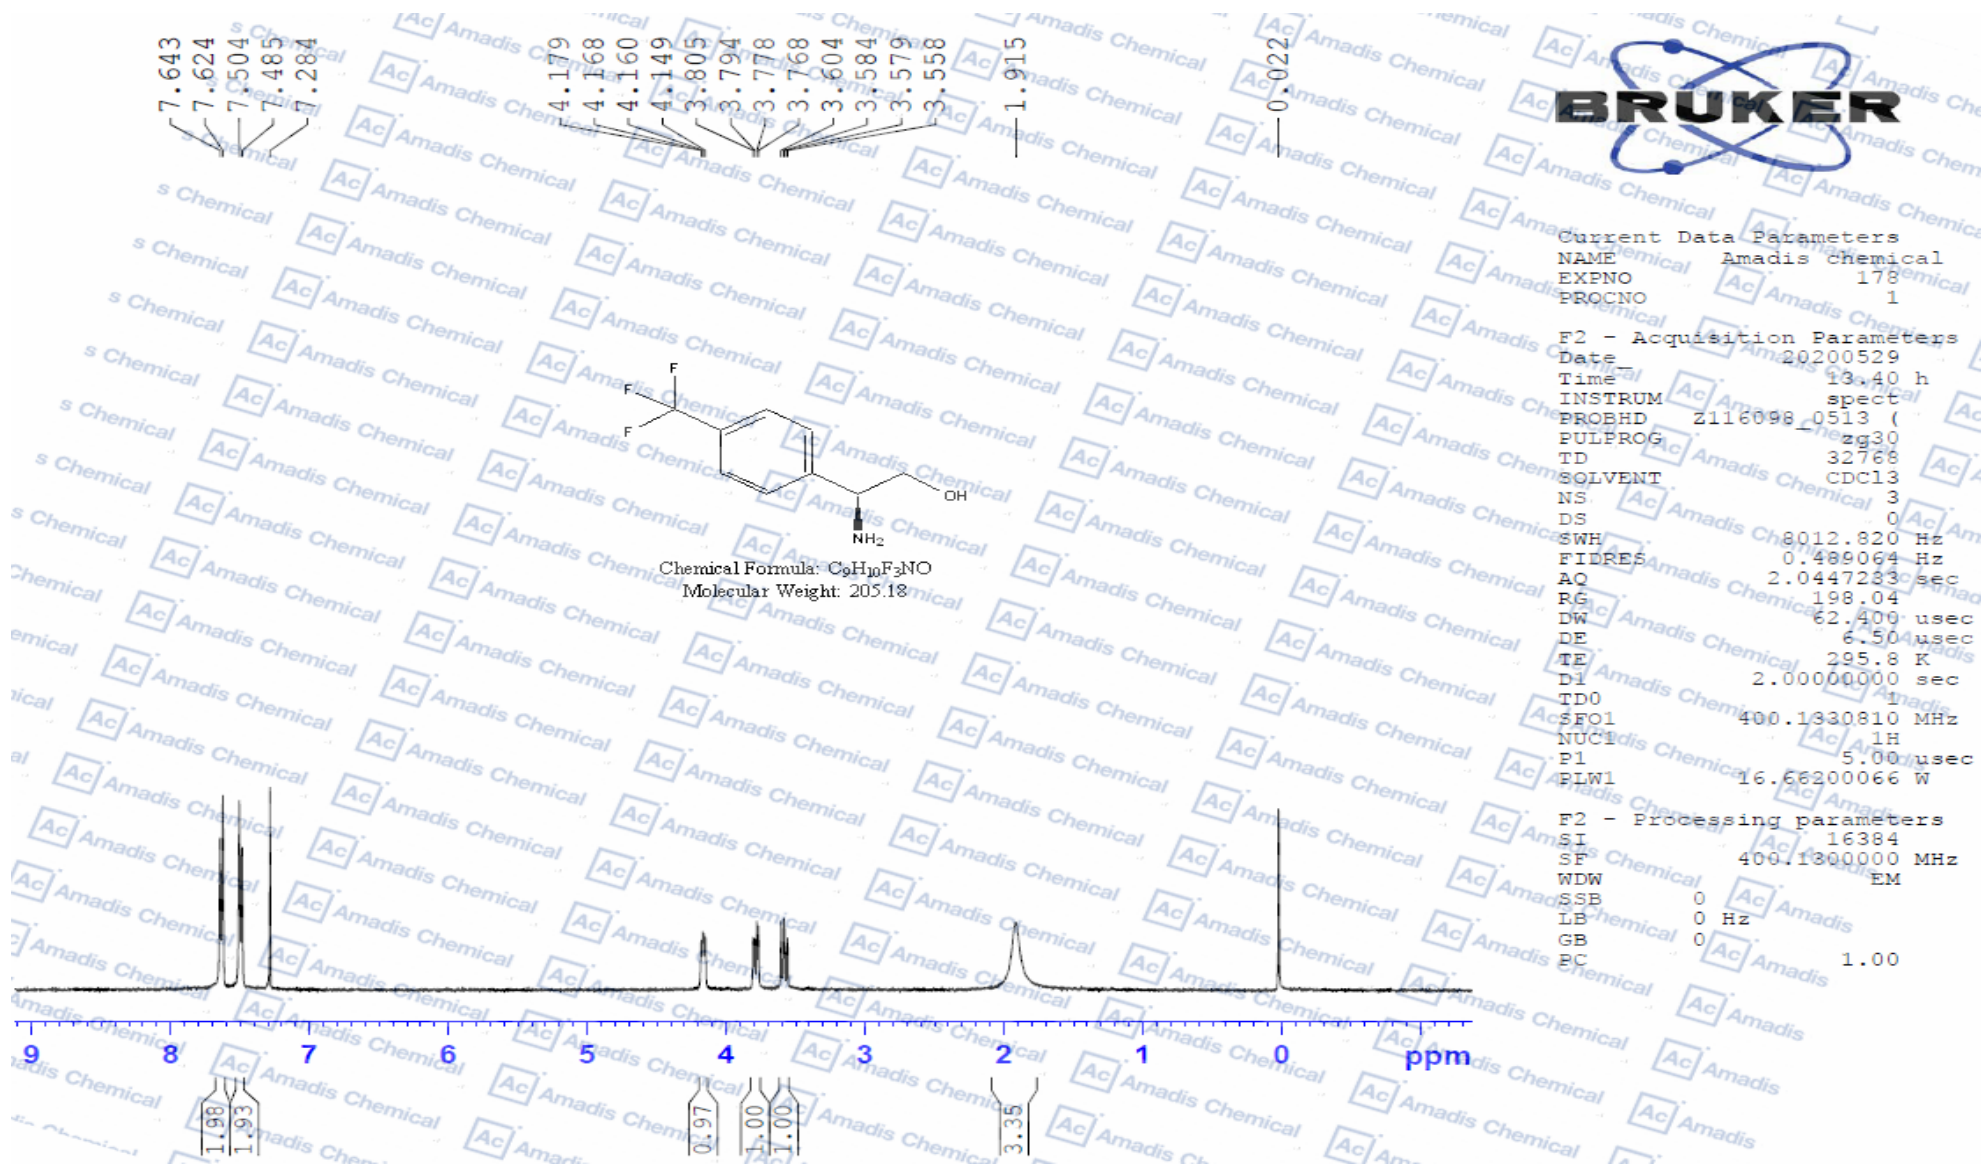 7.643
7.624
7.504
7.485
7.284
4.179
4.168
4.160
4.149
3.805
3.794
3.778
3.768
3.604
3.584
3.579
3.558
1.915
0.022
BRUKER
Current Data Parameters
NAME Amadis chemical
EXPNO 178
PROCNO 1
F2 - Acquisition Parameters
Date_ 20200529
Time 13.40 h
INSTRUM spect
PROBHD Z116098_0513 (
PULPROG zg30
TD 32768
SOLVENT CDCl3
NS 3
DS 0
SWH 8012.820 Hz
FIDRES 0.489064 Hz
AQ 2.0447233 sec
RG 198.04
DW 62.400 usec
DE 6.50 usec
TE 295.8 K
D1 2.00000000 sec
TD0 1
SFO1 400.1330810 MHz
NUC1 1H
P1 5.00 usec
PLW1 16.66200066 W
F2 - Processing parameters
SI 16384
SF 400.1300000 MHz
WDW EM
SSB 0
LB 0 Hz
GB 0
PC 1.00
F
F
F
OH
NH2
Chemical Formula: C9H10F3NO
Molecular Weight: 205.18
9 8 7 6 5 4 3 2 1 0 ppm
1.98
1.93
0.97
1.00
1.00
3.35
Ac Amadis Chemical